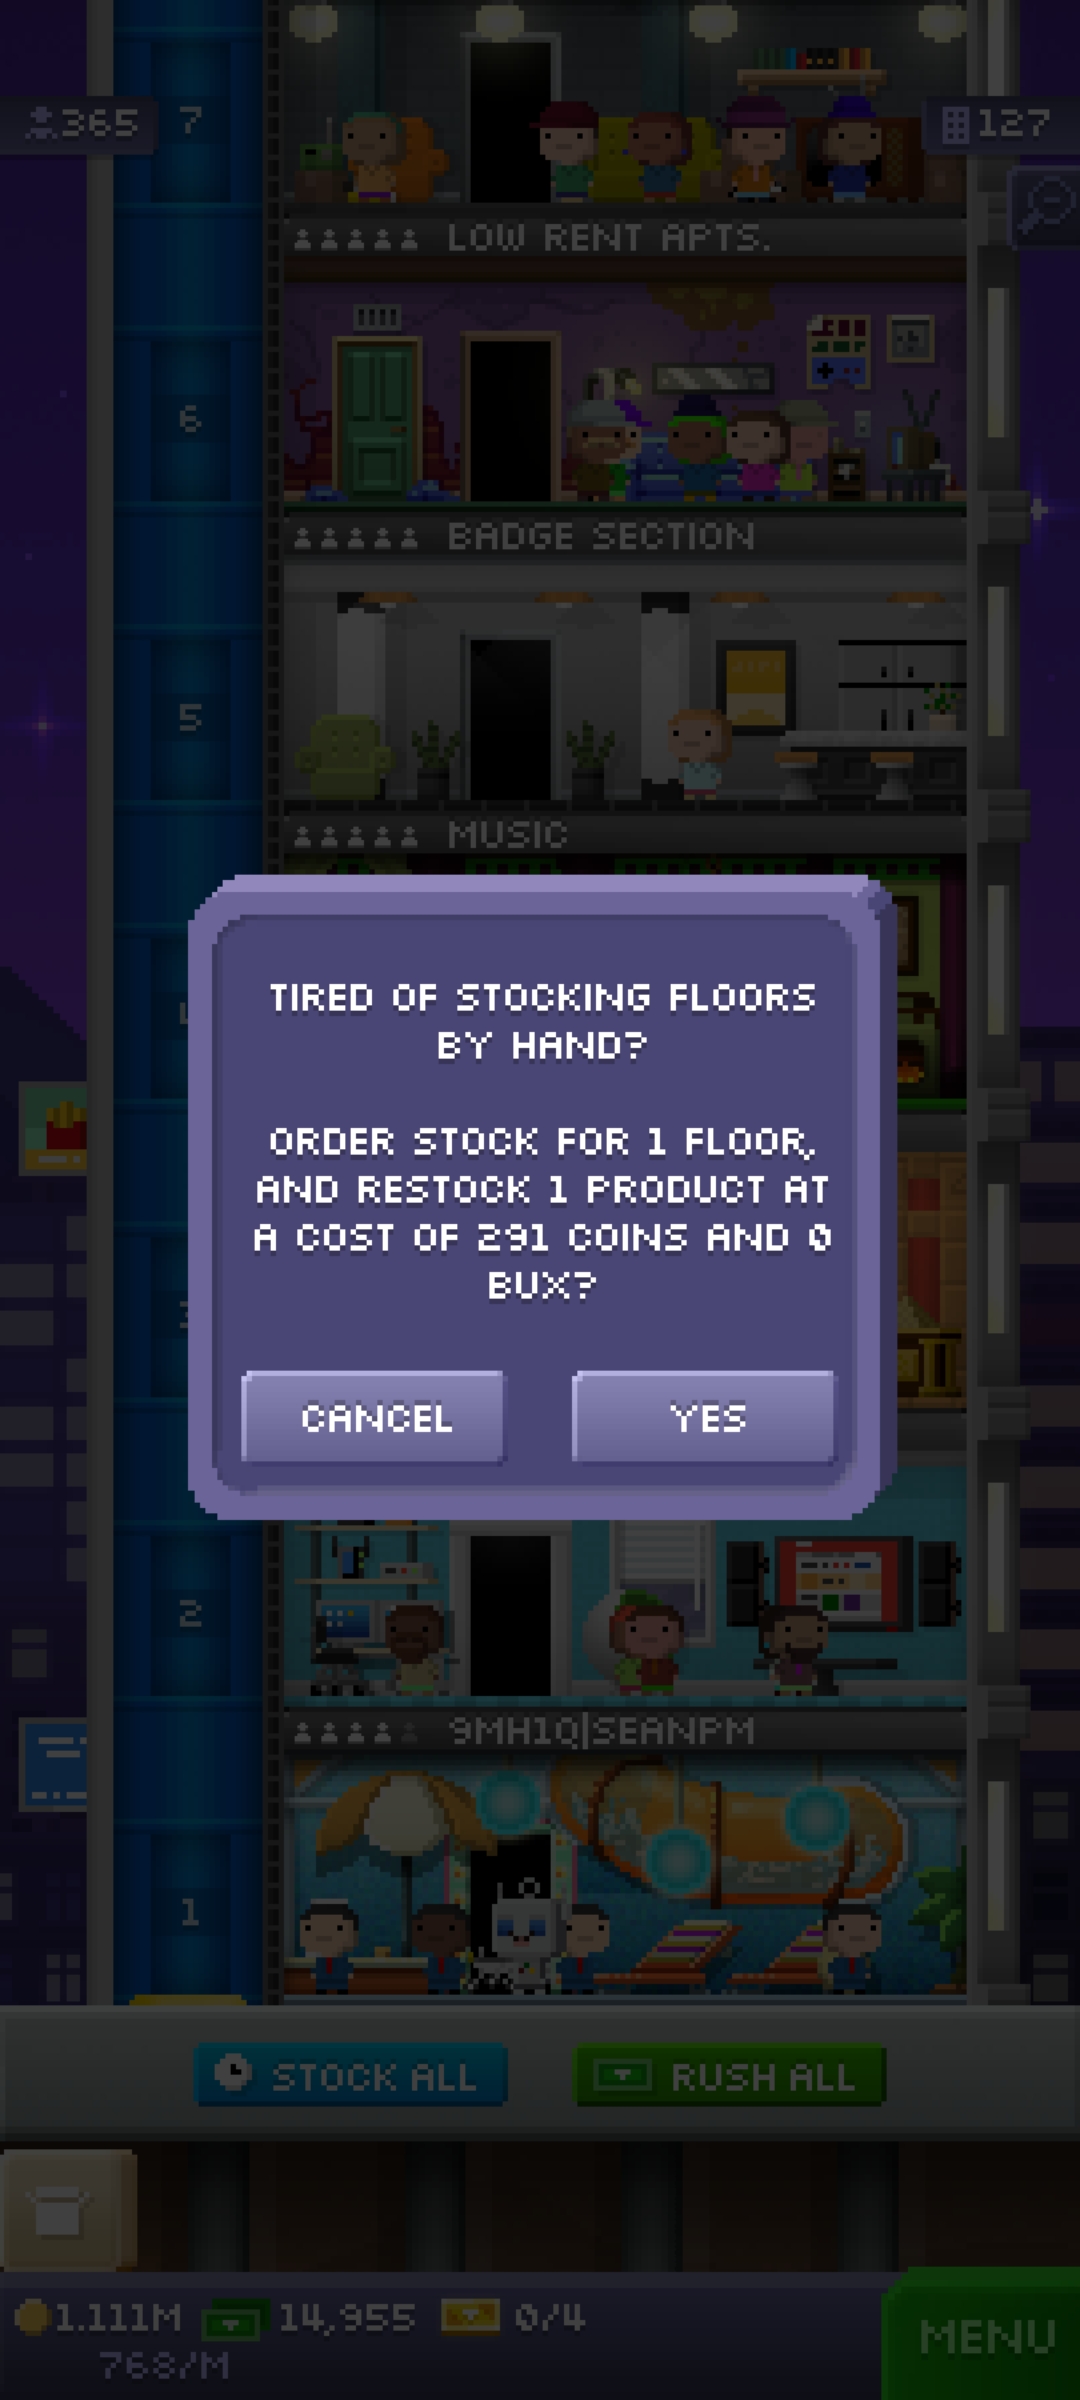 365
7
127
LOW RENT APTS.
6
BADGE SECTION
5
MUSIC
TIRED OF STOCKING FLOORS
BY HAND?
ORDER STOCK FOR 1 FLOOR,
AND RESTOCK 1 PRODUCT AT
A COST OF 291 COINS AND 0
BUX?
CANCEL
YES
2
9MH1Q|SEANPM
1
STOCK ALL
RUSH ALL
1.111M
14,955
0/4
768/M
MENU